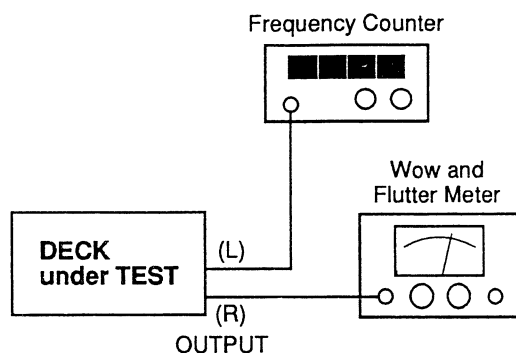 Frequency Counter
Wow and
Flutter Meter
DECK
under TEST
(L)
(R)
OUTPUT